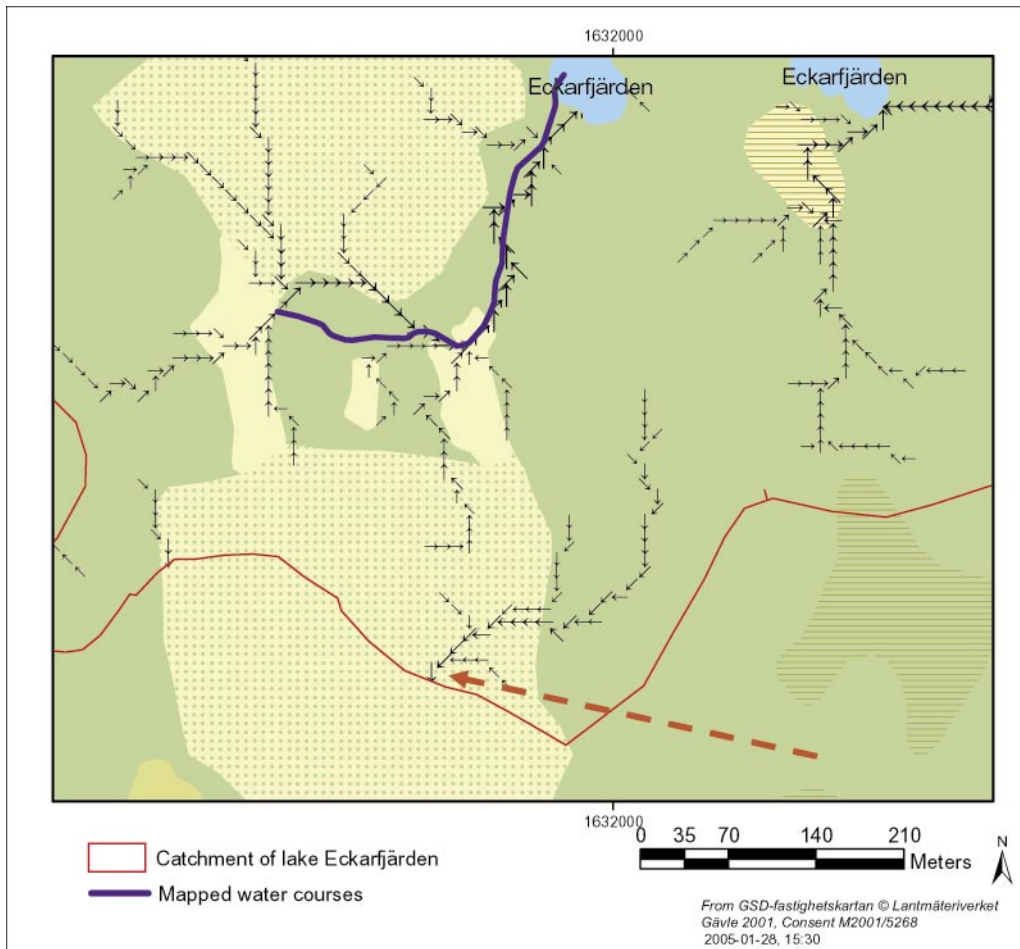 1632000
Eckarfjärden
Eckarfjärden
1632000
Catchment of lake Eckarfjärden
Mapped water courses
0 35 70 140 210
Meters
N
From GSD-fastighetskartan © Lantmäteriverket
Gävle 2001, Consent M2001/5268
2005-01-28, 15:30